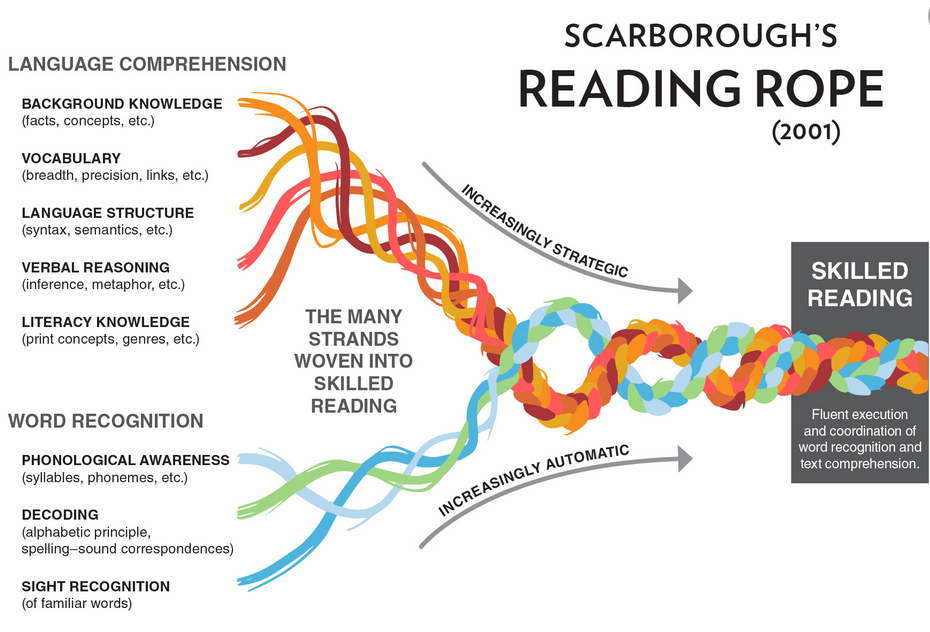 SCARBOROUGH'S
READING ROPE
(2001)
LANGUAGE COMPREHENSION
BACKGROUND KNOWLEDGE
(facts, concepts, etc.)
VOCABULARY
(breadth, precision, links, etc.)
LANGUAGE STRUCTURE
(syntax, semantics, etc.)
VERBAL REASONING
(inference, metaphor, etc.)
LITERACY KNOWLEDGE
(print concepts, genres, etc.)
THE MANY
STRANDS
WOVEN INTO
SKILLED
READING
WORD RECOGNITION
PHONOLOGICAL AWARENESS
(syllables, phonemes, etc.)
DECODING
(alphabetic principle,
spelling–sound correspondences)
SIGHT RECOGNITION
(of familiar words)
INCREASINGLY STRATEGIC
INCREASINGLY AUTOMATIC
SKILLED
READING
Fluent execution
and coordination of
word recognition and
text comprehension.